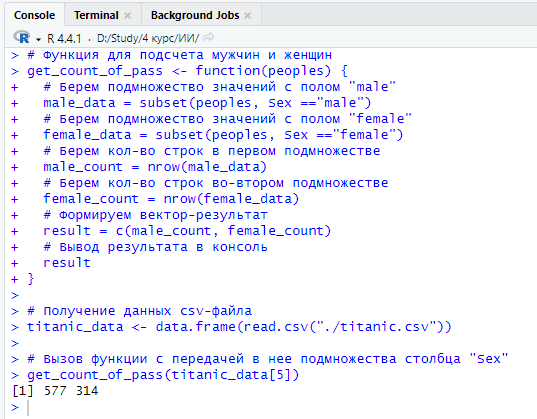 Console Terminal × Background Jobs ×
R R 4.4.1 · D:/Study/4 курс/ИИ/
> # Функция для подсчета мужчин и женщин
> get_count_of_pass <- function(peoples) {
+   # Берем подмножество значений с полом "male"
+   male_data = subset(peoples, Sex =="male")
+   # Берем подмножество значений с полом "female"
+   female_data = subset(peoples, Sex =="female")
+   # Берем кол-во строк в первом подмножестве
+   male_count = nrow(male_data)
+   # Берем кол-во строк во-втором подмножестве
+   female_count = nrow(female_data)
+   # Формируем вектор-результат
+   result = c(male_count, female_count)
+   # Вывод результата в консоль
+   result
+ }
>
> # Получение данных csv-файла
> titanic_data <- data.frame(read.csv("./titanic.csv"))
>
> # Вызов функции с передачей в нее подмножества столбца "Sex"
> get_count_of_pass(titanic_data[5])
[1] 577 314
>